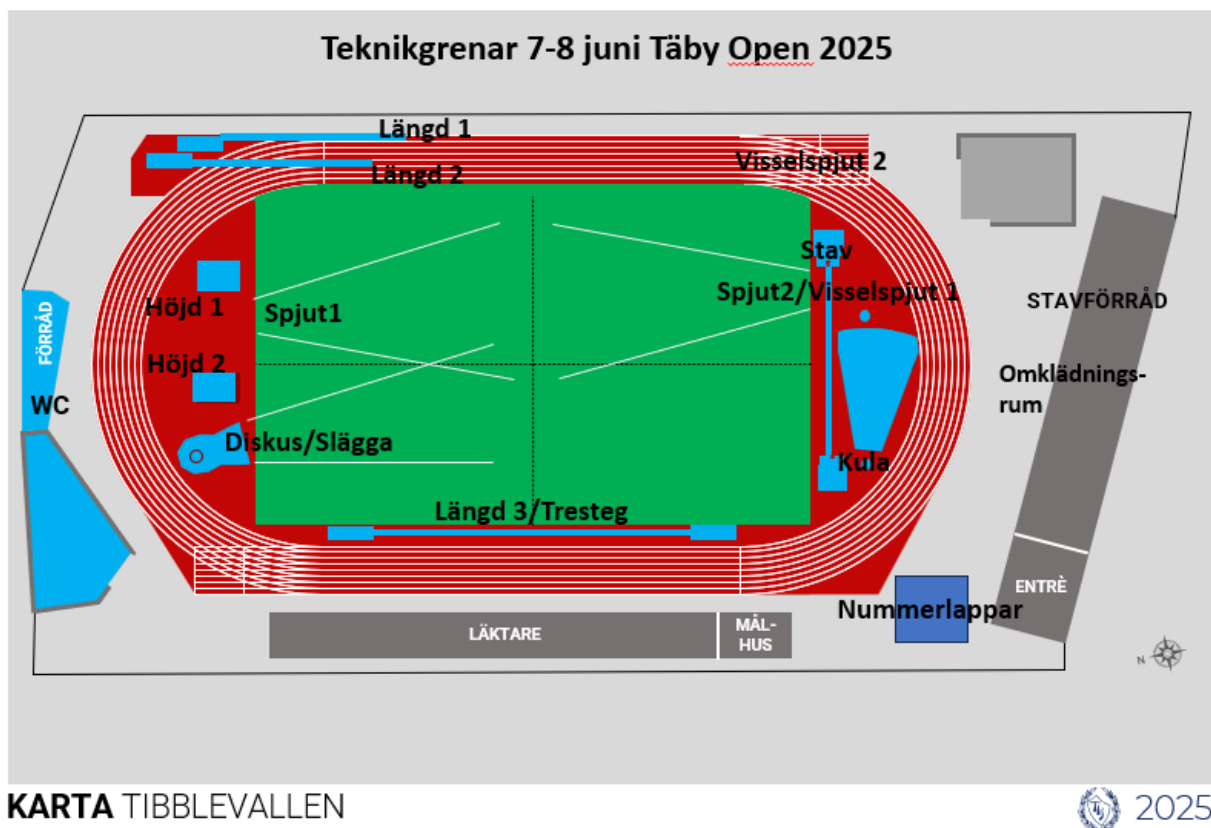 Teknikgrenar 7-8 juni Täby Open 2025
Längd 1
Visselspjut 2
Längd 2
Stav
Spjut2/Visselspjut 1
Höjd 1
Spjut1
STAVFÖRRÅD
FÖRRÅD
Höjd 2
Omklädnings-
rum
WC
Diskus/Slägga
Kula
Längd 3/Tresteg
ENTRÈ
Nummerlappar
LÄKTARE
MÅL-
HUS
N
KARTA TIBBLEVALLEN
2025